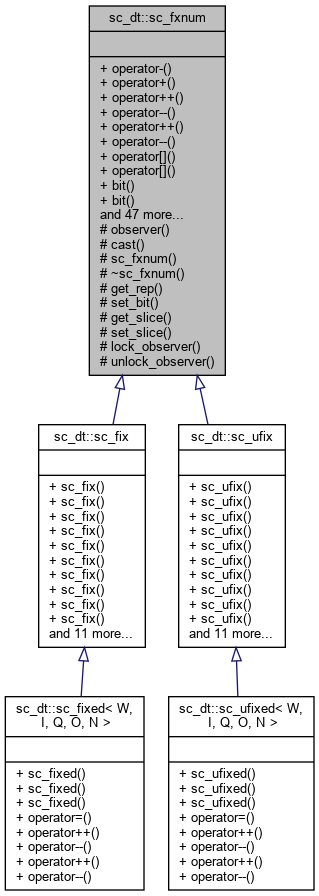 sc_dt::sc_fxnum
+ operator-()
+ operator+()
+ operator++()
+ operator--()
+ operator++()
+ operator--()
+ operator[]()
+ operator[]()
+ bit()
+ bit()
and 47 more...
# observer()
# cast()
# sc_fxnum()
# ~sc_fxnum()
# get_rep()
# set_bit()
# get_slice()
# set_slice()
# lock_observer()
# unlock_observer()
sc_dt::sc_fix
+ sc_fix()
+ sc_fix()
+ sc_fix()
+ sc_fix()
+ sc_fix()
+ sc_fix()
+ sc_fix()
+ sc_fix()
+ sc_fix()
+ sc_fix()
and 11 more...
sc_dt::sc_ufix
+ sc_ufix()
+ sc_ufix()
+ sc_ufix()
+ sc_ufix()
+ sc_ufix()
+ sc_ufix()
+ sc_ufix()
+ sc_ufix()
+ sc_ufix()
+ sc_ufix()
and 11 more...
sc_dt::sc_fixed< W,
I, Q, O, N >
+ sc_fixed()
+ sc_fixed()
+ sc_fixed()
+ operator=()
+ operator++()
+ operator--()
+ operator++()
+ operator--()
sc_dt::sc_ufixed< W,
I, Q, O, N >
+ sc_ufixed()
+ sc_ufixed()
+ sc_ufixed()
+ operator=()
+ operator++()
+ operator--()
+ operator++()
+ operator--()